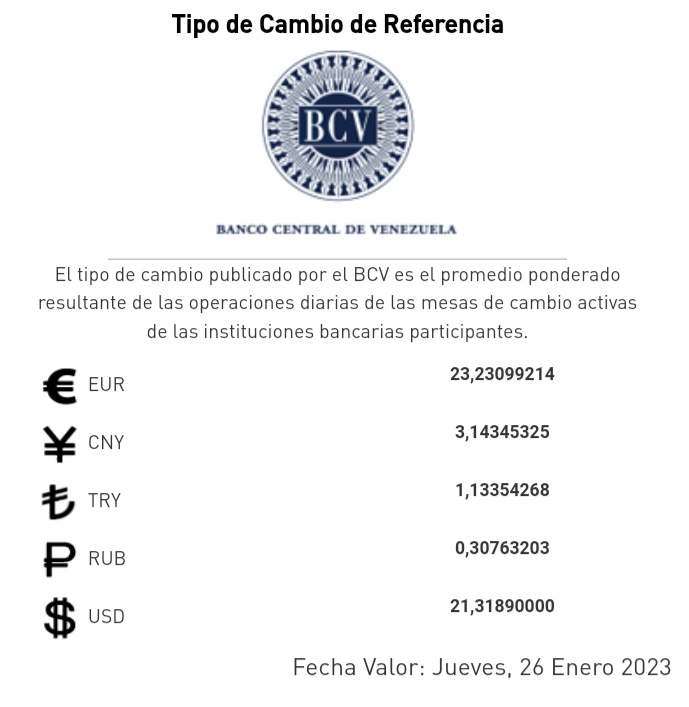 Tipo de Cambio de Referencia
BCV
BANCO CENTRAL DE VENEZUELA
El tipo de cambio publicado por el BCV es el promedio ponderado
resultante de las operaciones diarias de las mesas de cambio activas
de las instituciones bancarias participantes.
€ EUR 23,23099214
¥ CNY 3,14345325
₺ TRY 1,13354268
₽ RUB 0,30763203
$ USD 21,31890000
Fecha Valor: Jueves, 26 Enero 2023